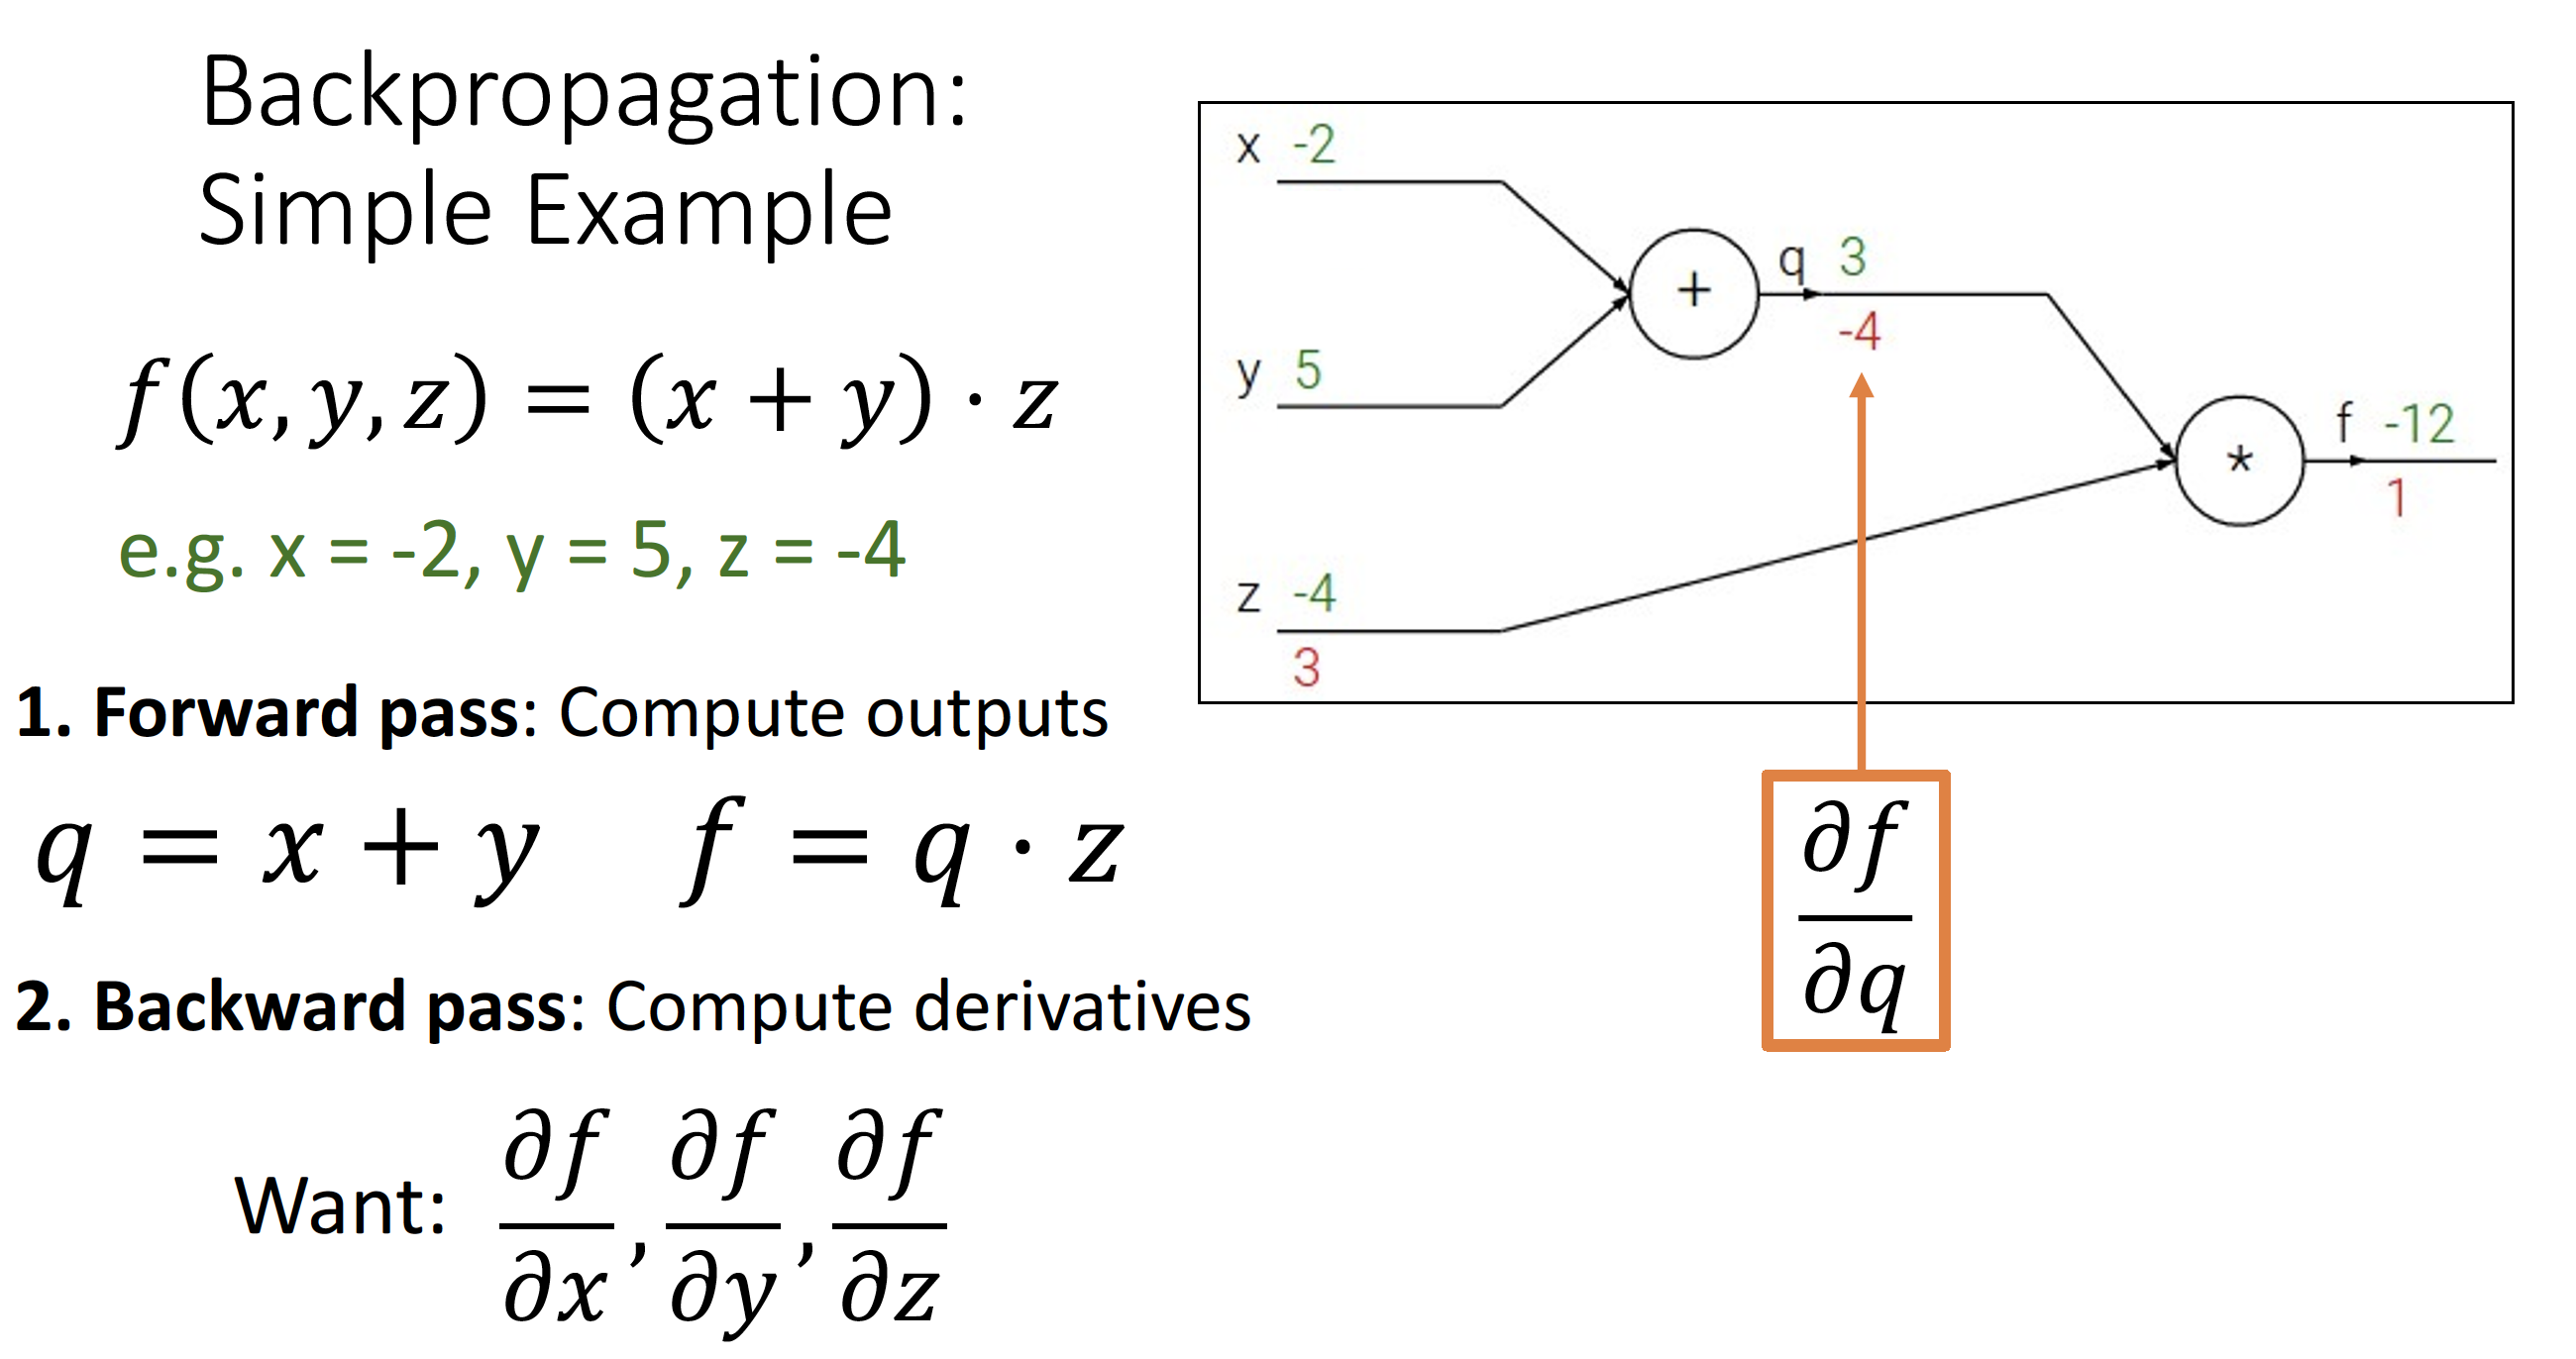 Backpropagation:
Simple Example
f(x, y, z) = (x + y) · z
e.g. x = -2, y = 5, z = -4
1. Forward pass: Compute outputs
q = x + y    f = q · z
2. Backward pass: Compute derivatives
Want: ∂f/∂x, ∂f/∂y, ∂f/∂z
x -2
y 5
z -4
3
+
q 3
-4
*
f -12
1
∂f/∂q